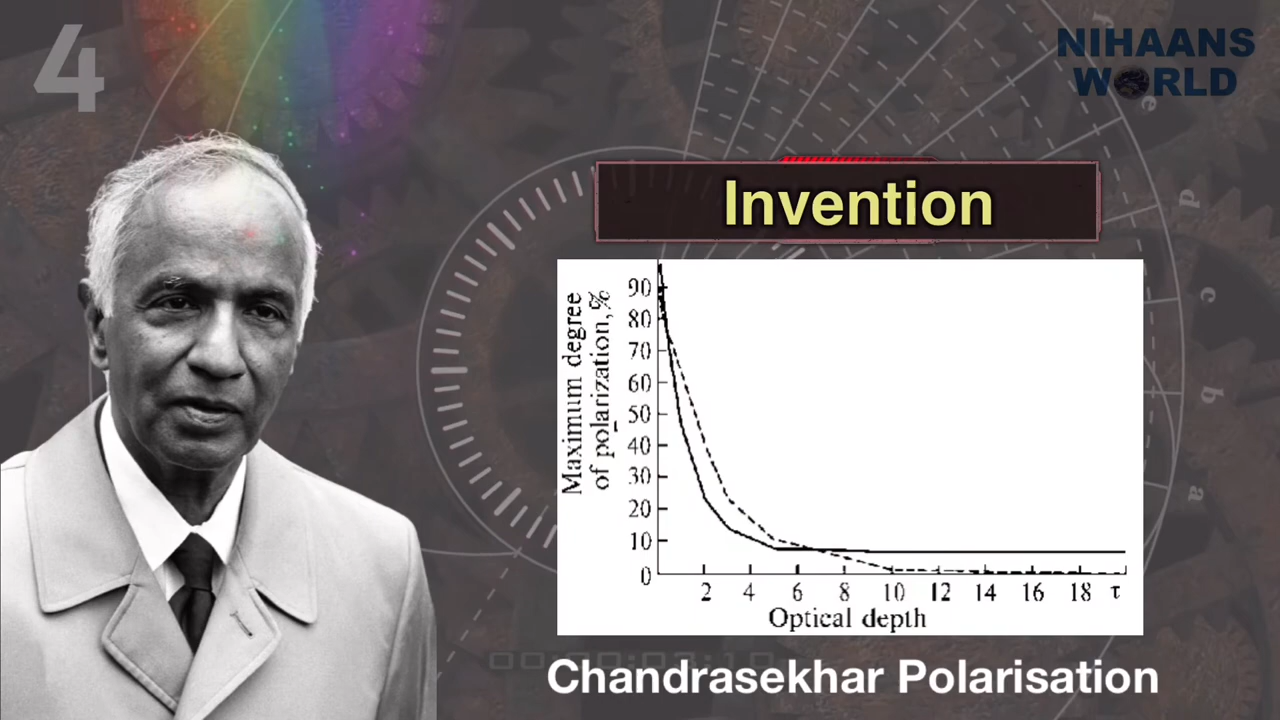 4
NIHAANS
WORLD
Invention
Maximum degree
of polarization,%
90
80
70
60
50
40
30
20
10
0
2 4 6 8 10 12 14 16 18 τ
Optical depth
e
d
c
b
a
Chandrasekhar Polarisation